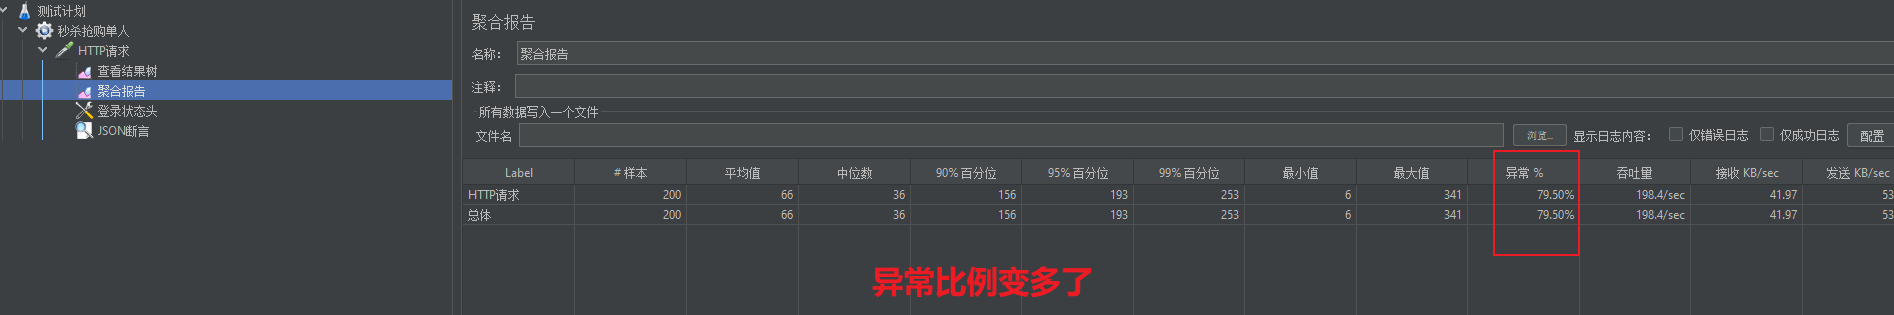 测试计划
秒杀抢购单人
HTTP请求
查看结果树
聚合报告
登录状态头
JSON断言
聚合报告
名称： 聚合报告
注释：
所有数据写入一个文件
文件名 浏览... 显示日志内容： 仅错误日志 仅成功日志 配置
Label # 样本 平均值 中位数 90% 百分位 95% 百分位 99% 百分位 最小值 最大值 异常 % 吞吐量 接收 KB/sec 发送 KB/sec
HTTP请求 200 66 36 156 193 253 6 341 79.50% 198.4/sec 41.97 53
总体 200 66 36 156 193 253 6 341 79.50% 198.4/sec 41.97 53
异常比例变多了